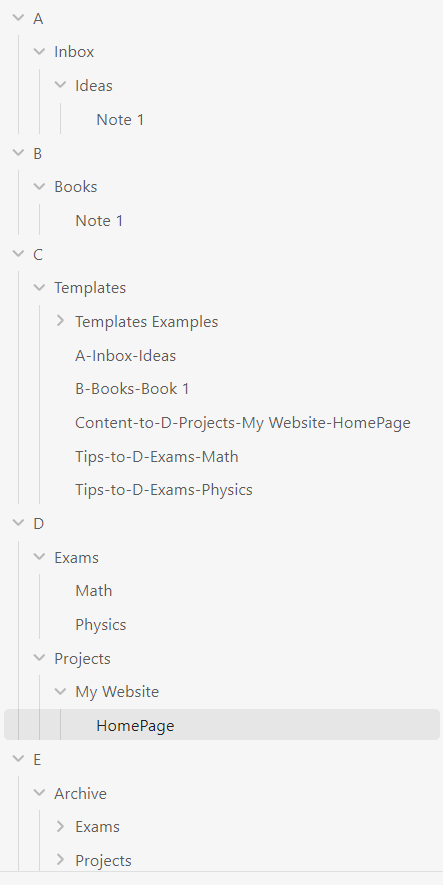 A
Inbox
Ideas
Note 1
B
Books
Note 1
C
Templates
Templates Examples
A-Inbox-Ideas
B-Books-Book 1
Content-to-D-Projects-My Website-HomePage
Tips-to-D-Exams-Math
Tips-to-D-Exams-Physics
D
Exams
Math
Physics
Projects
My Website
HomePage
E
Archive
Exams
Projects